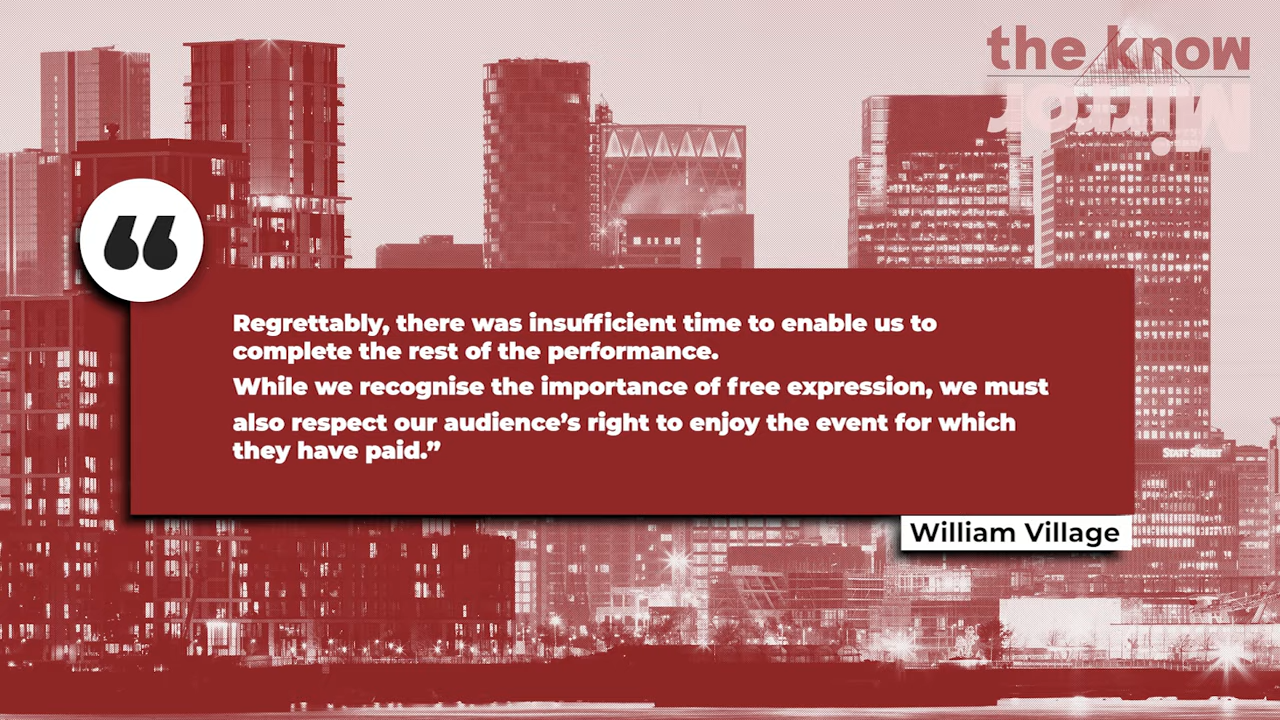 the know
Mirror
“
Regrettably, there was insufficient time to enable us to
complete the rest of the performance.
While we recognise the importance of free expression, we must
also respect our audience’s right to enjoy the event for which
they have paid.”
STATE STREET
William Village